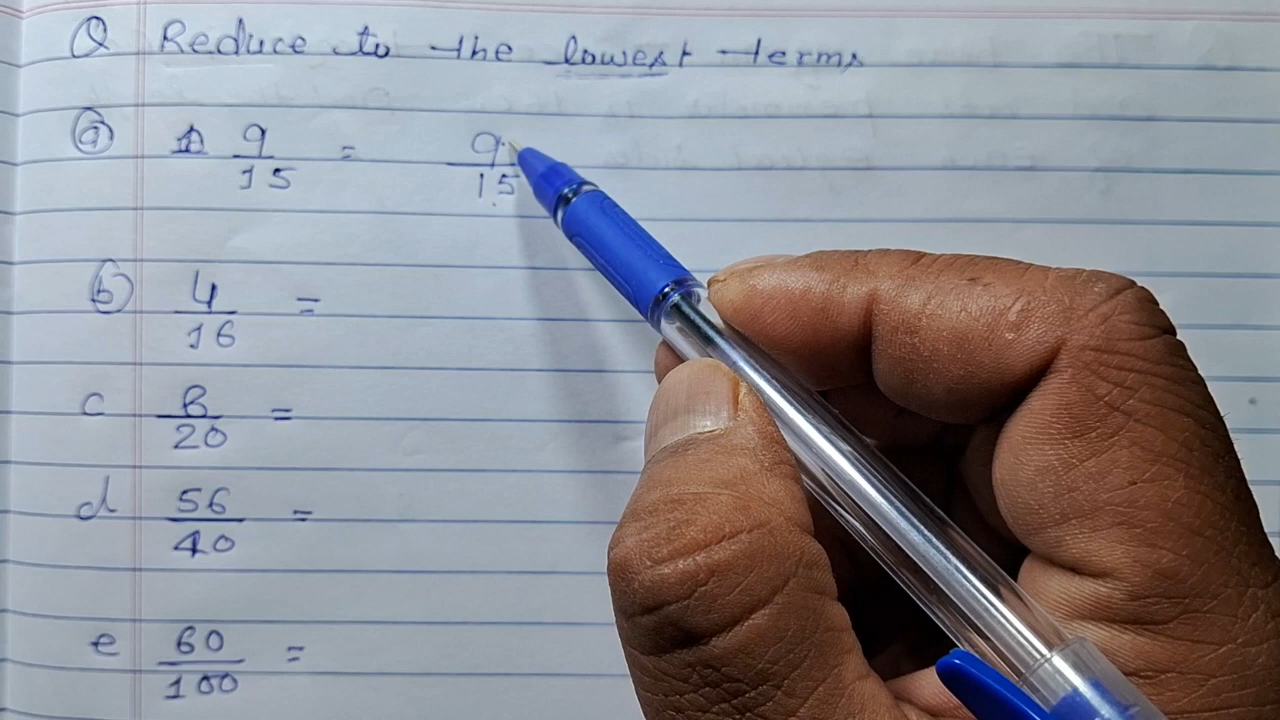 Q Reduce to the lowest terms
a 9/15 = 9/15
b 4/16 =
c 8/20 =
d 56/40 =
e 60/100 =